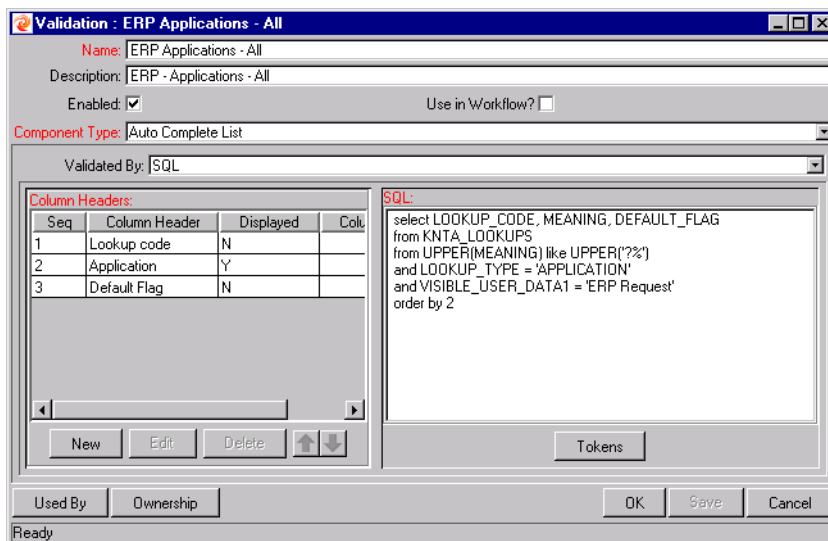 Validation : ERP Applications - All
Name: ERP Applications - All
Description: ERP - Applications - All
Enabled: Use in Workflow?
Component Type: Auto Complete List
Validated By: SQL
Column Headers:
Seq Column Header Displayed Colu
1 Lookup code N
2 Application Y
3 Default Flag N
New Edit Delete
SQL:
select LOOKUP_CODE, MEANING, DEFAULT_FLAG
from KNTA_LOOKUPS
from UPPER(MEANING) like UPPER('?%')
and LOOKUP_TYPE = 'APPLICATION'
and VISIBLE_USER_DATA1 = 'ERP Request'
order by 2
Tokens
Used By Ownership OK Save Cancel
Ready